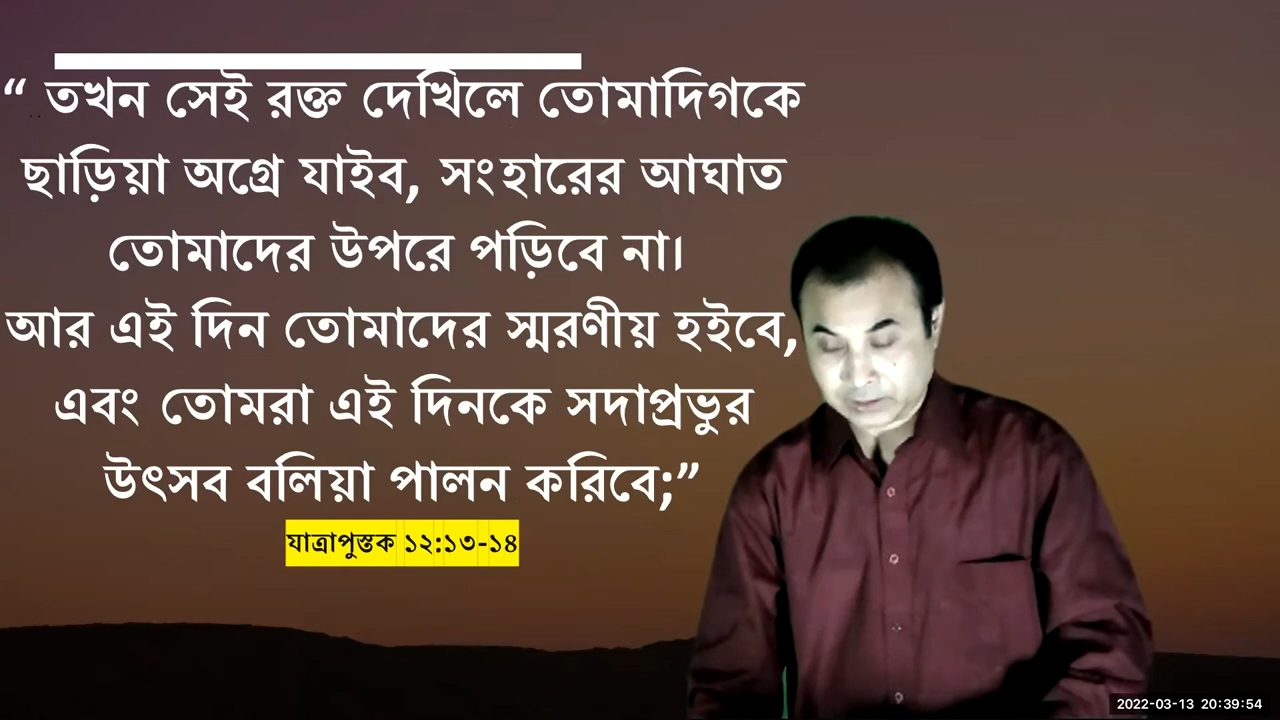 “ তখন সেই রক্ত দেখিলে তোমাদিগকে
ছাড়িয়া অগ্রে যাইব, সংহারের আঘাত
তোমাদের উপরে পড়িবে না।
আর এই দিন তোমাদের স্মরণীয় হইবে,
এবং তোমরা এই দিনকে সদাপ্রভুর
উৎসব বলিয়া পালন করিবে;”
যাত্রাপুস্তক ১২:১৩-১৪
2022-03-13 20:39:54